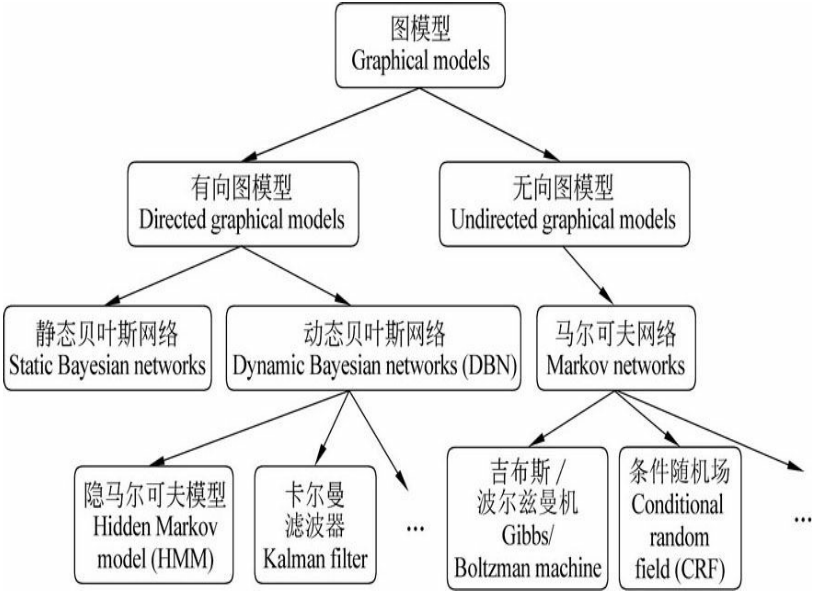 图模型
Graphical models
有向图模型
Directed graphical models
无向图模型
Undirected graphical models
静态贝叶斯网络
Static Bayesian networks
动态贝叶斯网络
Dynamic Bayesian networks (DBN)
马尔可夫网络
Markov networks
隐马尔可夫模型
Hidden Markov
model (HMM)
卡尔曼
滤波器
Kalman filter
...
吉布斯 /
波尔兹曼机
Gibbs/
Boltzman machine
条件随机场
Conditional
random
field (CRF)
...